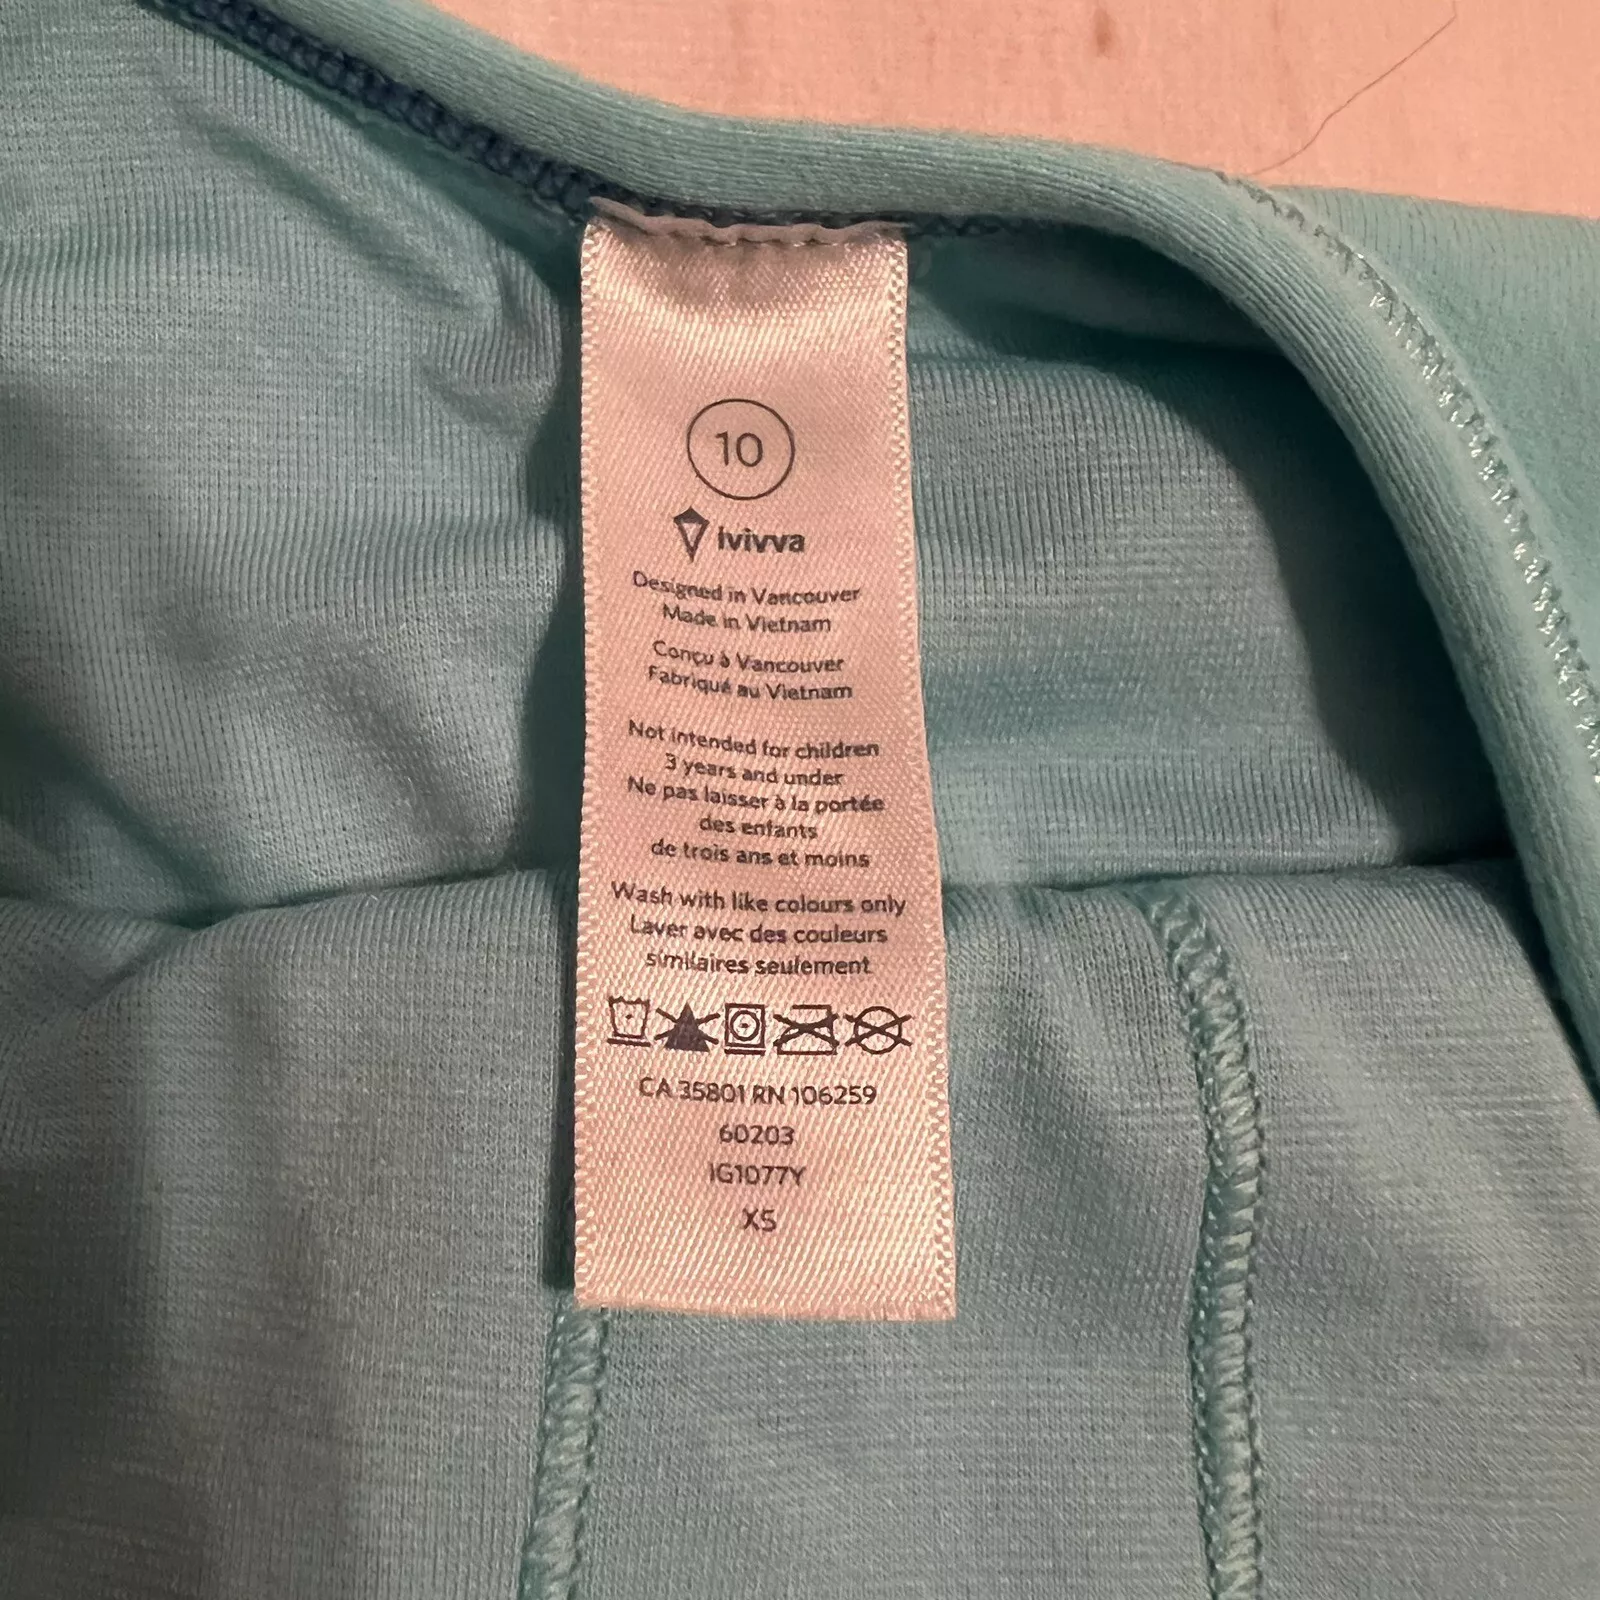 10
ivivva
Designed in Vancouver
Made in Vietnam
Conçu à Vancouver
Fabriqué au Vietnam
Not intended for children
3 years and under
Ne pas laisser à la portée
des enfants
de trois ans et moins
Wash with like colours only
Laver avec des couleurs
similaires seulement
CA 35801 RN 106259
60203
IG1077Y
XS